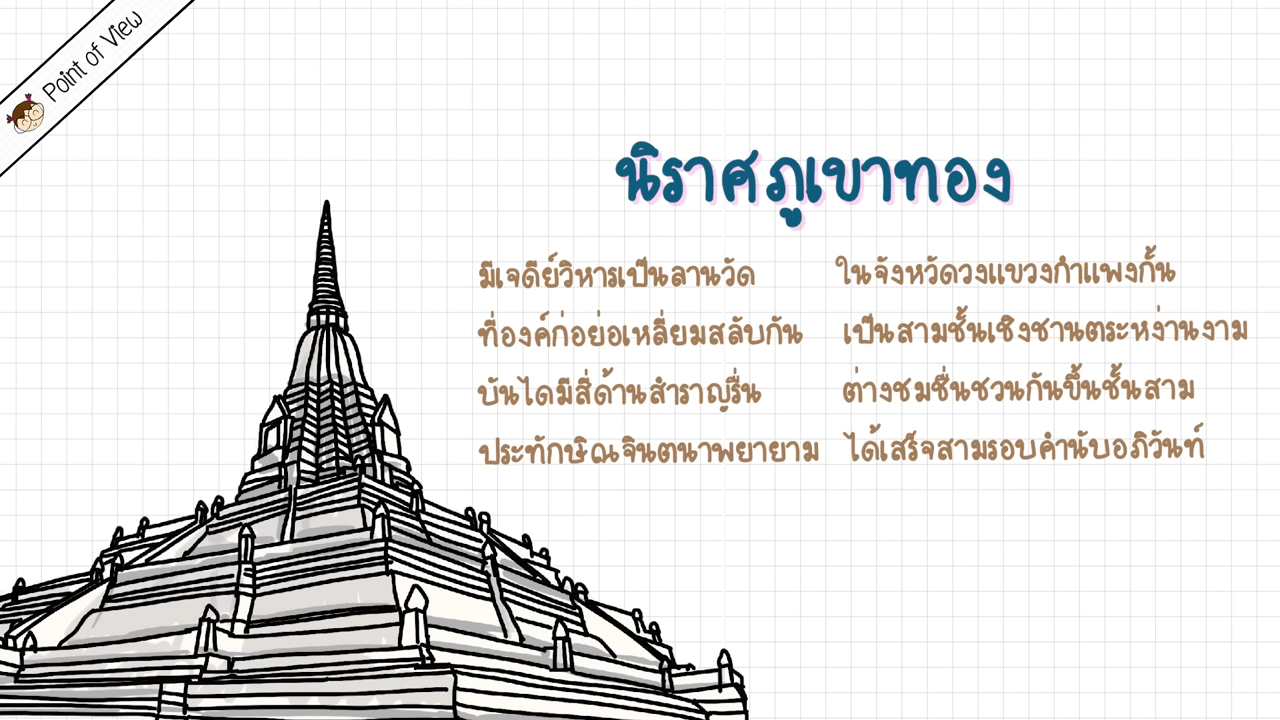 Point of View
นิราศภูเขาทอง
มีเจดีย์วิหารเป็นลานวัด ในจังหวัดวงแขวงกำแพงกั้น
ที่องค์ก่อย่อเหลี่ยมสลับกัน เป็นสามชั้นเชิงชานตระหง่านงาม
บันไดมีสี่ด้านสำราญรื่น ต่างชมชื่นชวนกันขึ้นชั้นสาม
ประทักษิณจินตนาพยายาม ได้เสร็จสามรอบคำนับอภิวันท์